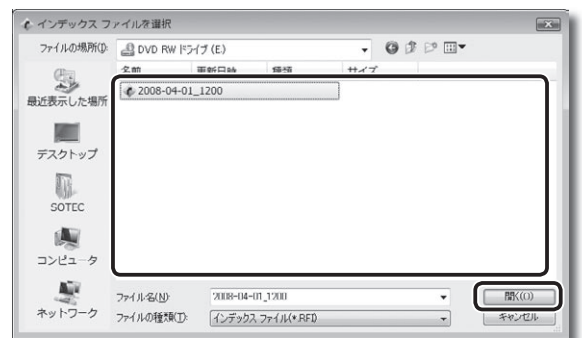 インデックス ファイルを選択
ファイルの場所(I):
DVD RW ドライブ (E:)
名前 更新日時 種類 サイズ
2008-04-01_1200
最近表示した場所
デスクトップ
SOTEC
コンピュータ
ネットワーク
ファイル名(N):
2008-04-01_1200
開く(O)
ファイルの種類(T):
インデックス ファイル(*.RFI)
キャンセル